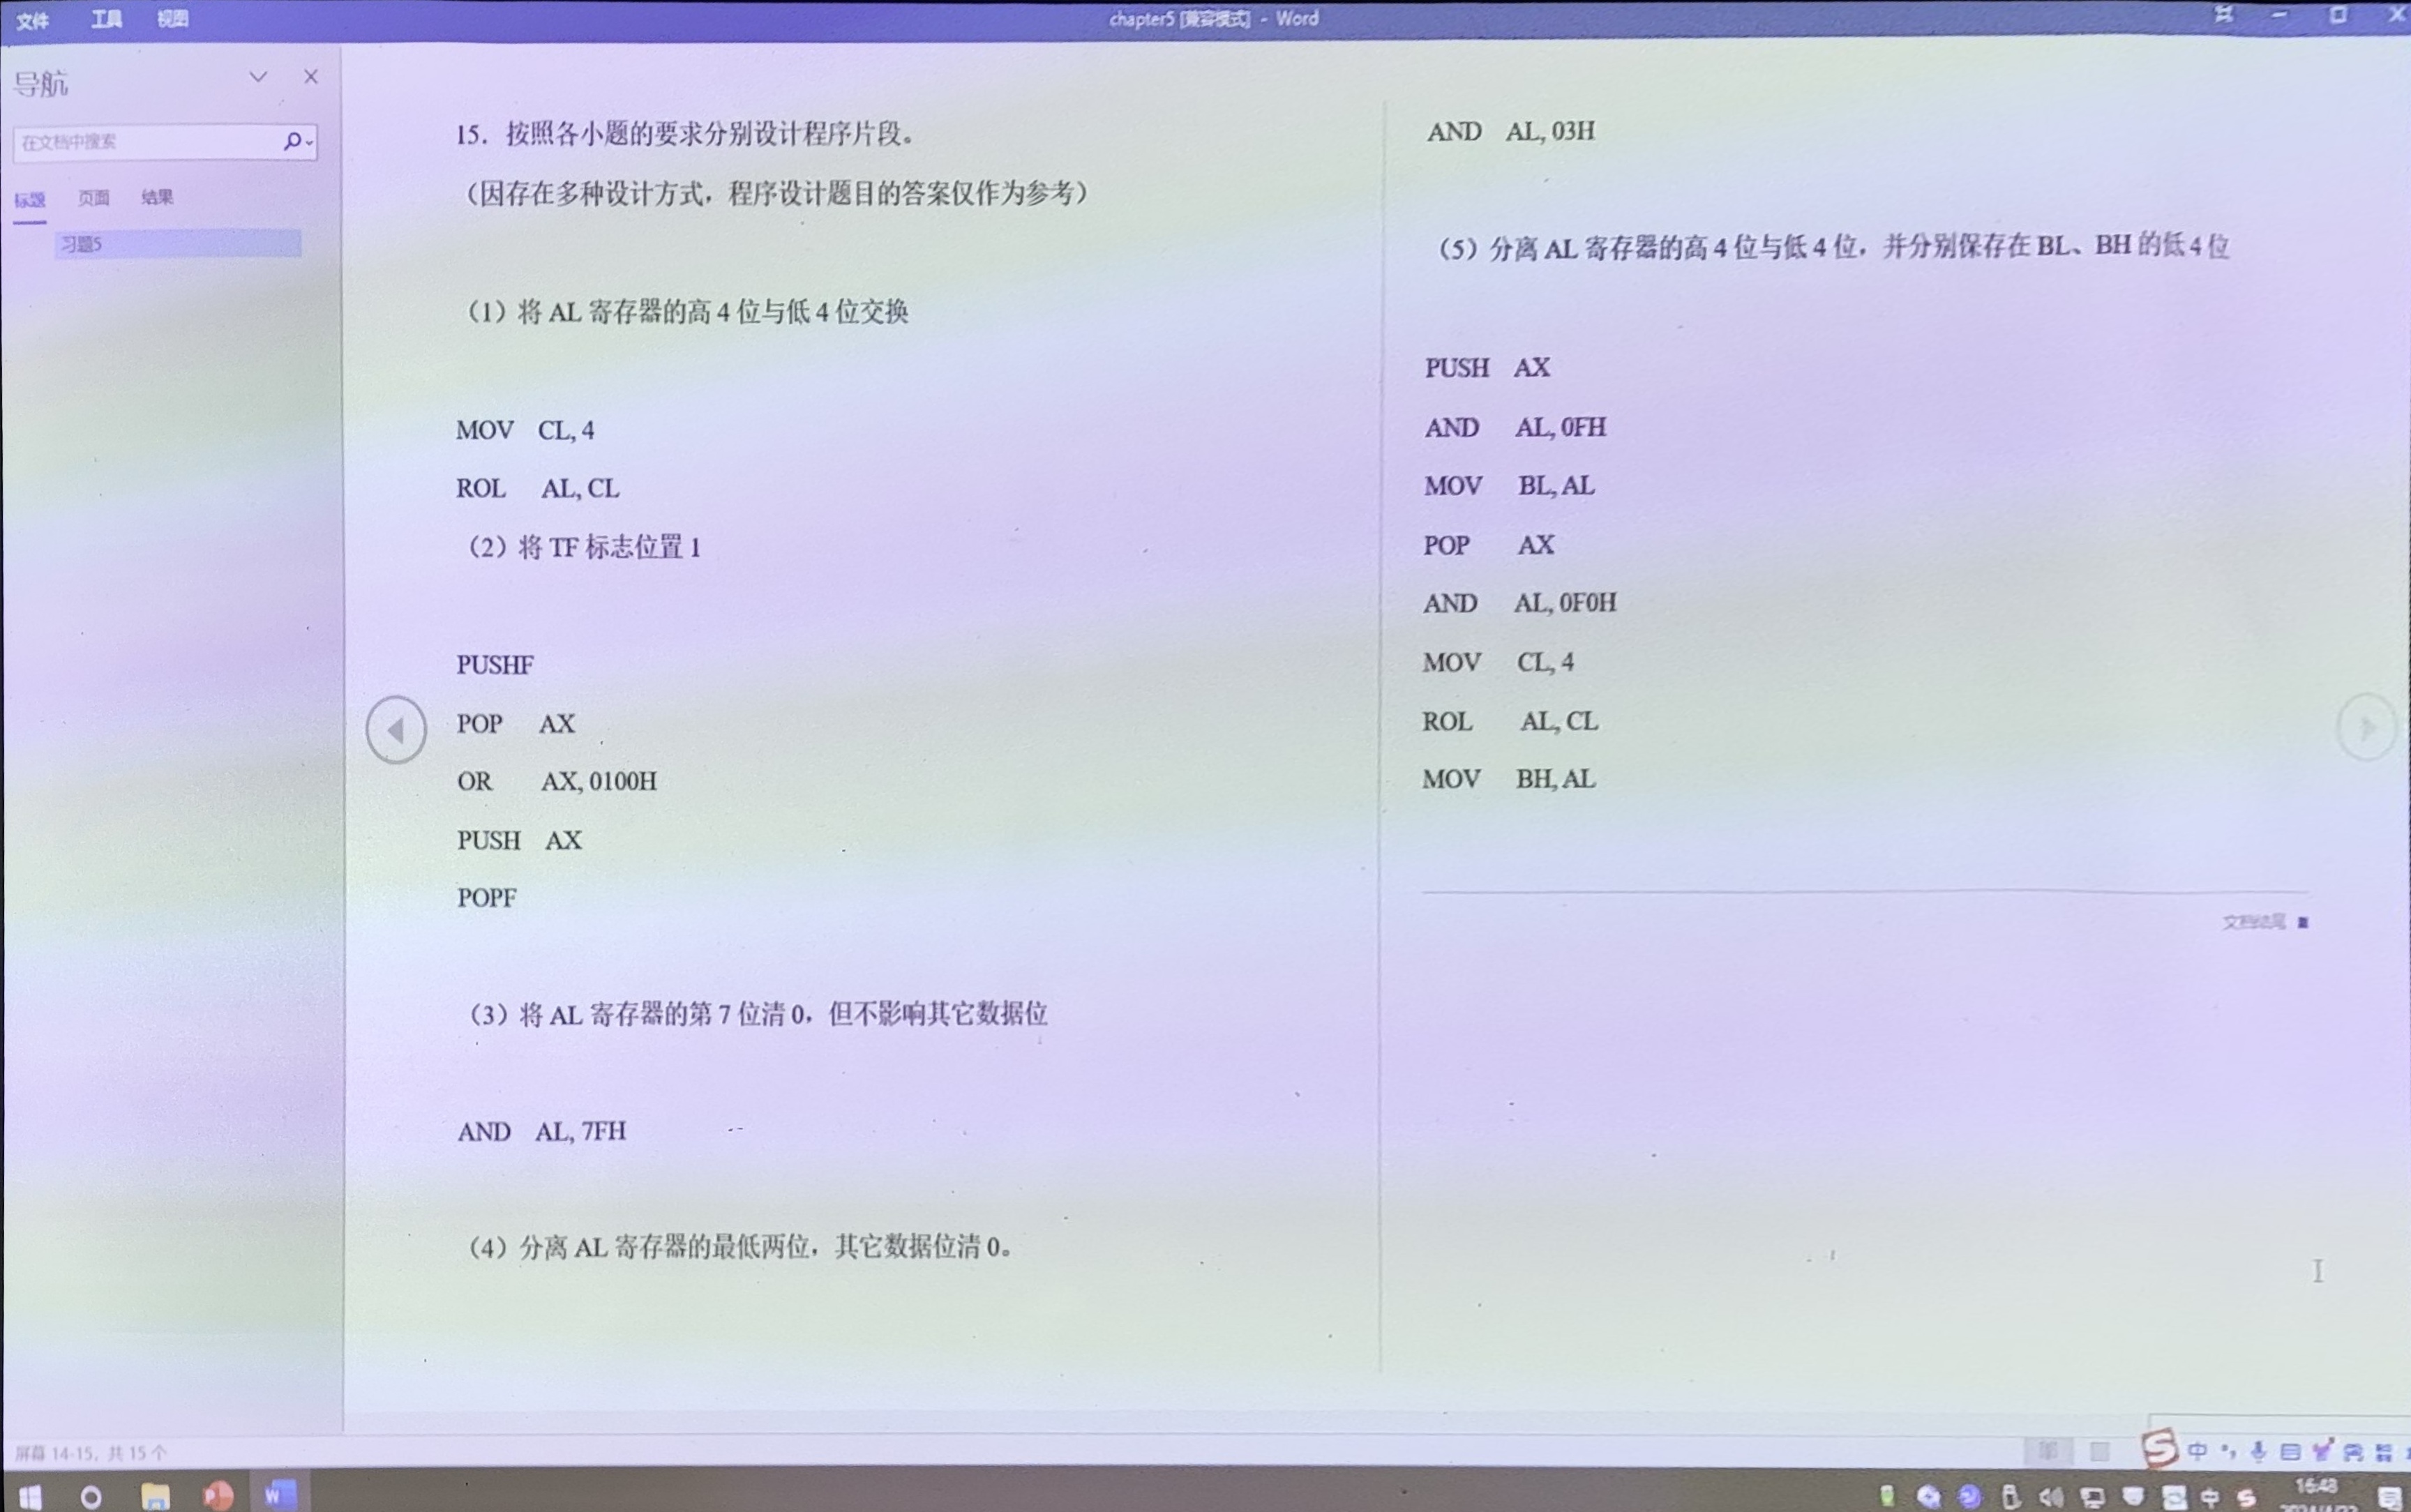 文件 工具 视图
chapter5 [兼容模式] - Word
导航
在文档中搜索
标题 页面 结果
习题5
15. 按照各小题的要求分别设计程序片段。
（因存在多种设计方式，程序设计题目的答案仅作为参考）
（1）将 AL 寄存器的高 4 位与低 4 位交换
MOV CL, 4
ROL AL, CL
（2）将 TF 标志位置 1
PUSHF
POP AX
OR AX, 0100H
PUSH AX
POPF
（3）将 AL 寄存器的第 7 位清 0，但不影响其它数据位
AND AL, 7FH
（4）分离 AL 寄存器的最低两位，其它数据位清 0。
AND AL, 03H
（5）分离 AL 寄存器的高 4 位与低 4 位，并分别保存在 BL、BH 的低 4 位
PUSH AX
AND AL, 0FH
MOV BL, AL
POP AX
AND AL, 0F0H
MOV CL, 4
ROL AL, CL
MOV BH, AL
文档结尾
屏幕 14-15，共 15 个
中
中
16:48